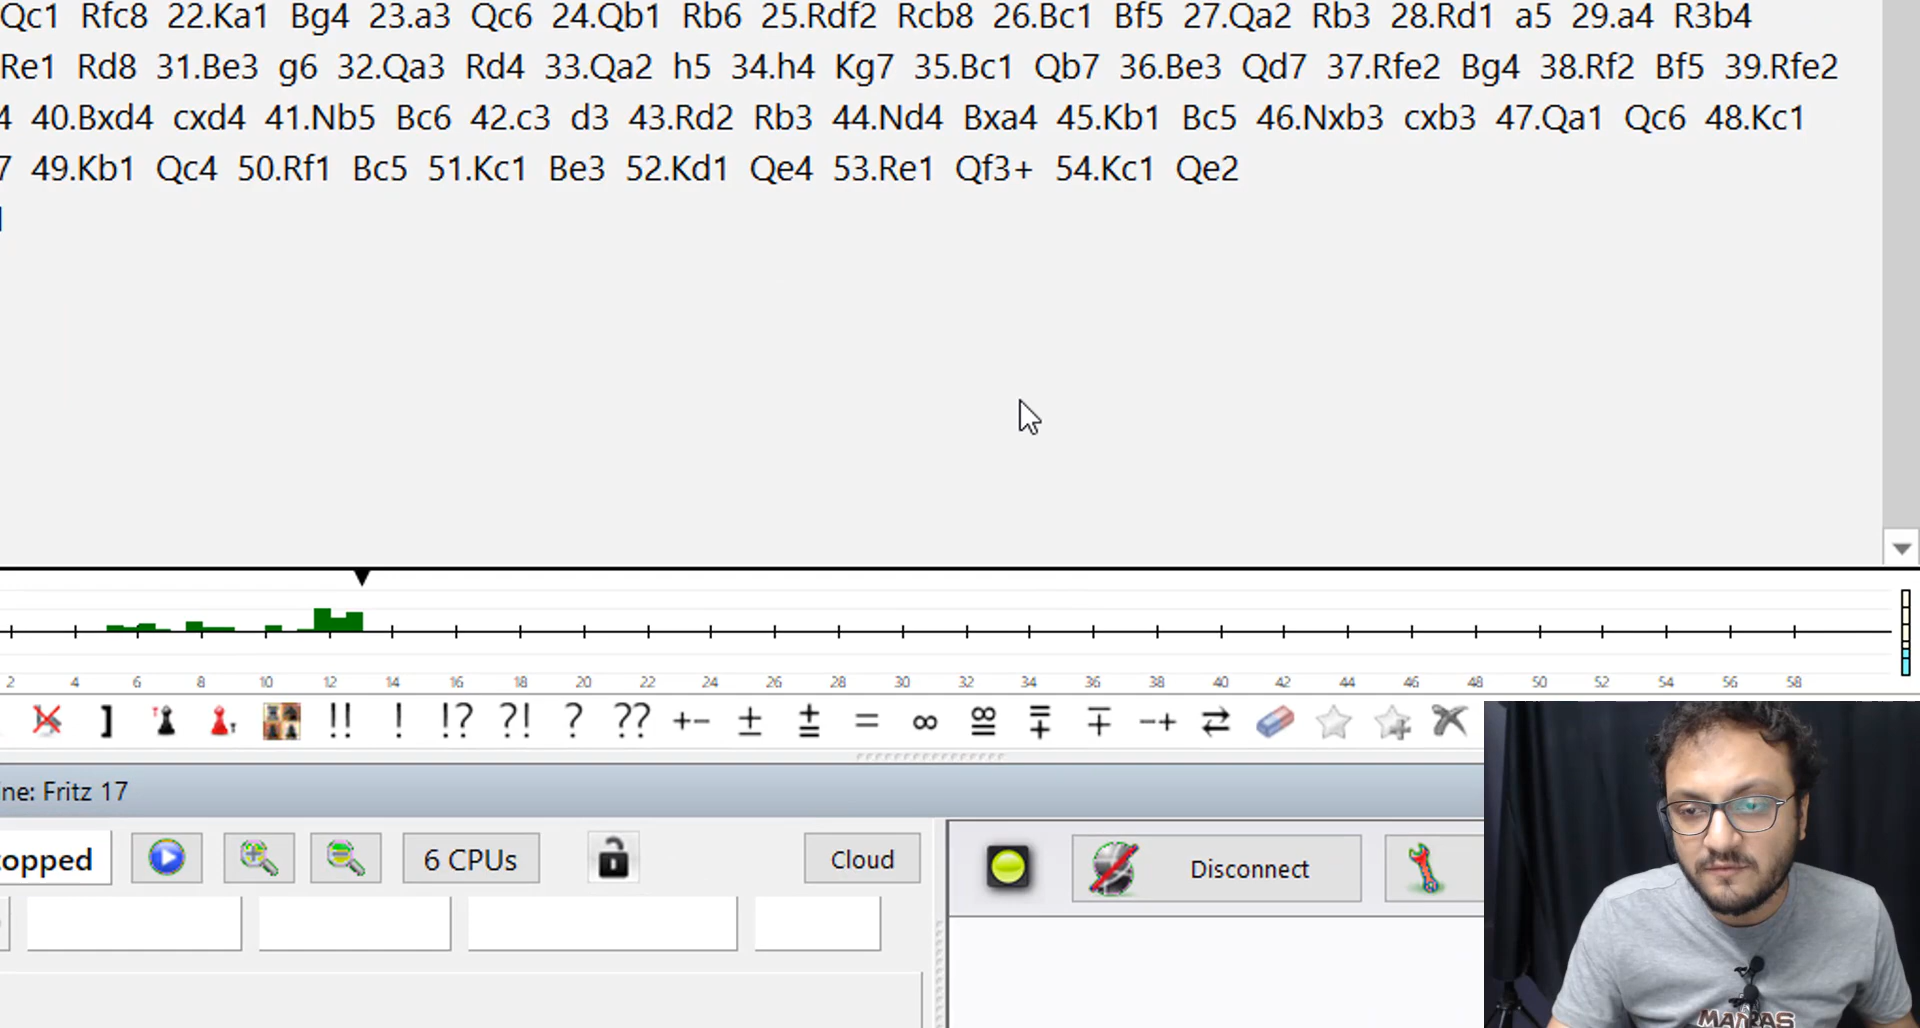 Qc1 Rfc8 22.Ka1 Bg4 23.a3 Qc6 24.Qb1 Rb6 25.Rdf2 Rcb8 26.Bc1 Bf5 27.Qa2 Rb3 28.Rd1 a5 29.a4 R3b4
Re1 Rd8 31.Be3 g6 32.Qa3 Rd4 33.Qa2 h5 34.h4 Kg7 35.Bc1 Qb7 36.Be3 Qd7 37.Rfe2 Bg4 38.Rf2 Bf5 39.Rfe2
4 40.Bxd4 cxd4 41.Nb5 Bc6 42.c3 d3 43.Rd2 Rb3 44.Nd4 Bxa4 45.Kb1 Bc5 46.Nxb3 cxb3 47.Qa1 Qc6 48.Kc1
7 49.Kb1 Qc4 50.Rf1 Bc5 51.Kc1 Be3 52.Kd1 Qe4 53.Re1 Qf3+ 54.Kc1 Qe2
2 4 6 8 10 12 14 16 18 20 22 24 26 28 30 32 34 36 38 40 42 44 46 48 50 52 54 56 58
] !! ! !? ?! ? ?? +− ± ⩲ = ∞ ⩱ ∓ −+ ⇄
ne: Fritz 17
opped 6 CPUs Cloud Disconnect
MADRAS